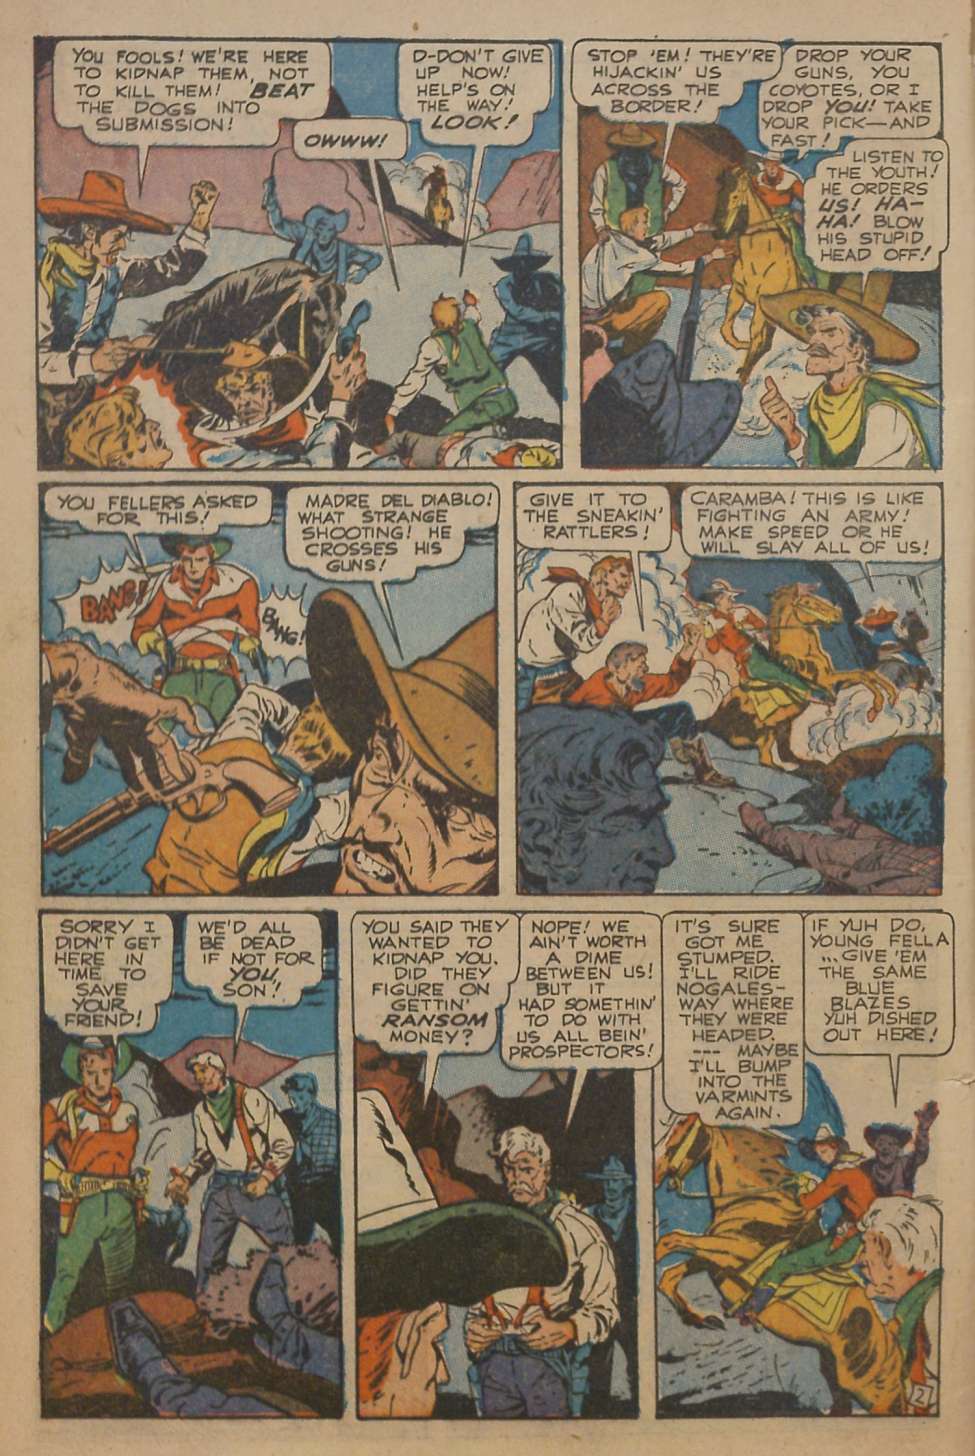 YOU FOOLS! WE'RE HERE
TO KIDNAP THEM, NOT
TO KILL THEM! BEAT
THE DOGS INTO
SUBMISSION!
OWWW!
D-DON'T GIVE
UP NOW!
HELP'S ON
THE WAY!
LOOK!
STOP 'EM! THEY'RE
HIJACKIN' US
ACROSS THE
BORDER!
DROP YOUR
GUNS, YOU
COYOTES, OR I
DROP YOU! TAKE
YOUR PICK—AND
FAST!
LISTEN TO
THE YOUTH!
HE ORDERS
US! HA-
HA! BLOW
HIS STUPID
HEAD OFF!
YOU FELLERS ASKED
FOR THIS!
BANG!
BANG!
MADRE DEL DIABLO!
WHAT STRANGE
SHOOTING! HE
CROSSES HIS
GUNS!
GIVE IT TO
THE SNEAKIN'
RATTLERS!
CARAMBA! THIS IS LIKE
FIGHTING AN ARMY!
MAKE SPEED OR HE
WILL SLAY ALL OF US!
SORRY I
DIDN'T GET
HERE IN
TIME TO
SAVE
YOUR
FRIEND!
WE'D ALL
BE DEAD
IF NOT FOR
YOU,
SON!
YOU SAID THEY
WANTED TO
KIDNAP YOU.
DID THEY
FIGURE ON
GETTIN'
RANSOM
MONEY?
NOPE! WE
AIN'T WORTH
A DIME
BETWEEN US!
BUT IT
HAD SOMETHIN'
TO DO WITH
US ALL BEIN'
PROSPECTORS!
IT'S SURE
GOT ME
STUMPED.
I'LL RIDE
NOGALES-
WAY WHERE
THEY WERE
HEADED.
--- MAYBE
I'LL BUMP
INTO THE
VARMINTS
AGAIN.
IF YUH DO,
YOUNG FELLA
...GIVE 'EM
THE SAME
BLUE
BLAZES
YUH DISHED
OUT HERE!
2